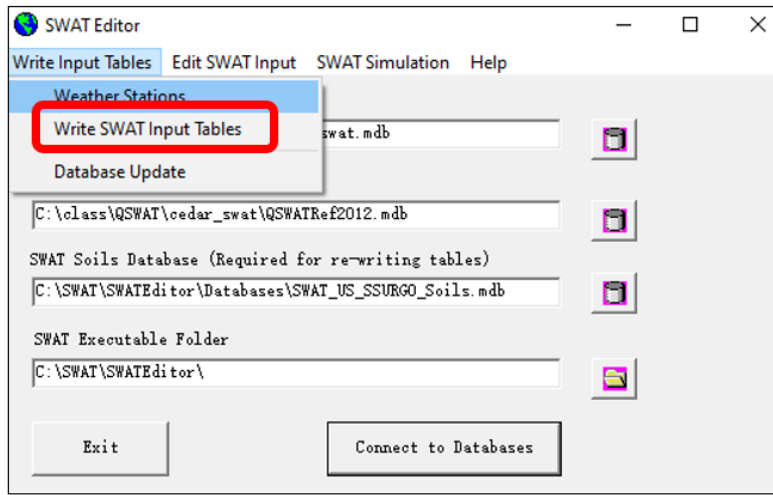 SWAT Editor
Write Input Tables Edit SWAT Input SWAT Simulation Help
Weather Stations
Write SWAT Input Tables
swat.mdb
Database Update
C:\class\QSWAT\cedar_swat\QSWATRef2012.mdb
SWAT Soils Database (Required for re-writing tables)
C:\SWAT\SWATEditor\Databases\SWAT_US_SSURGO_Soils.mdb
SWAT Executable Folder
C:\SWAT\SWATEditor\
Exit Connect to Databases